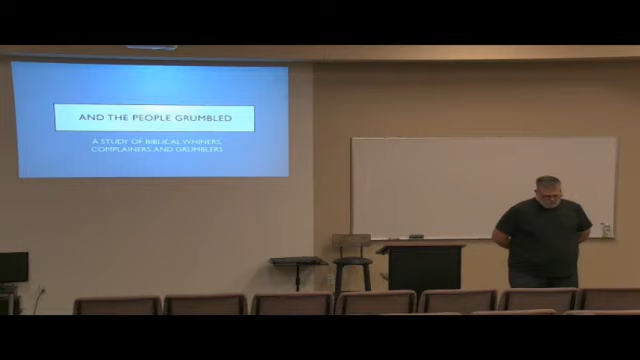 AND THE PEOPLE GRUMBLED
A STUDY OF BIBLICAL WHINERS,
COMPLAINERS AND GRUMBLERS